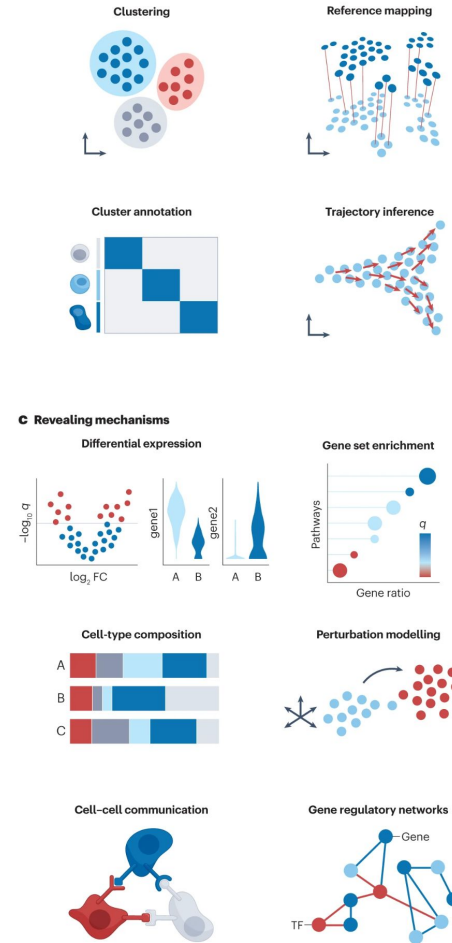 Clustering
Reference mapping
Cluster annotation
Trajectory inference
c Revealing mechanisms
Differential expression
Gene set enrichment
–log10 q
log2 FC
gene1
A B
gene2
A B
Pathways
q
Gene ratio
Cell-type composition
Perturbation modelling
A
B
C
Cell–cell communication
Gene regulatory networks
Gene
TF